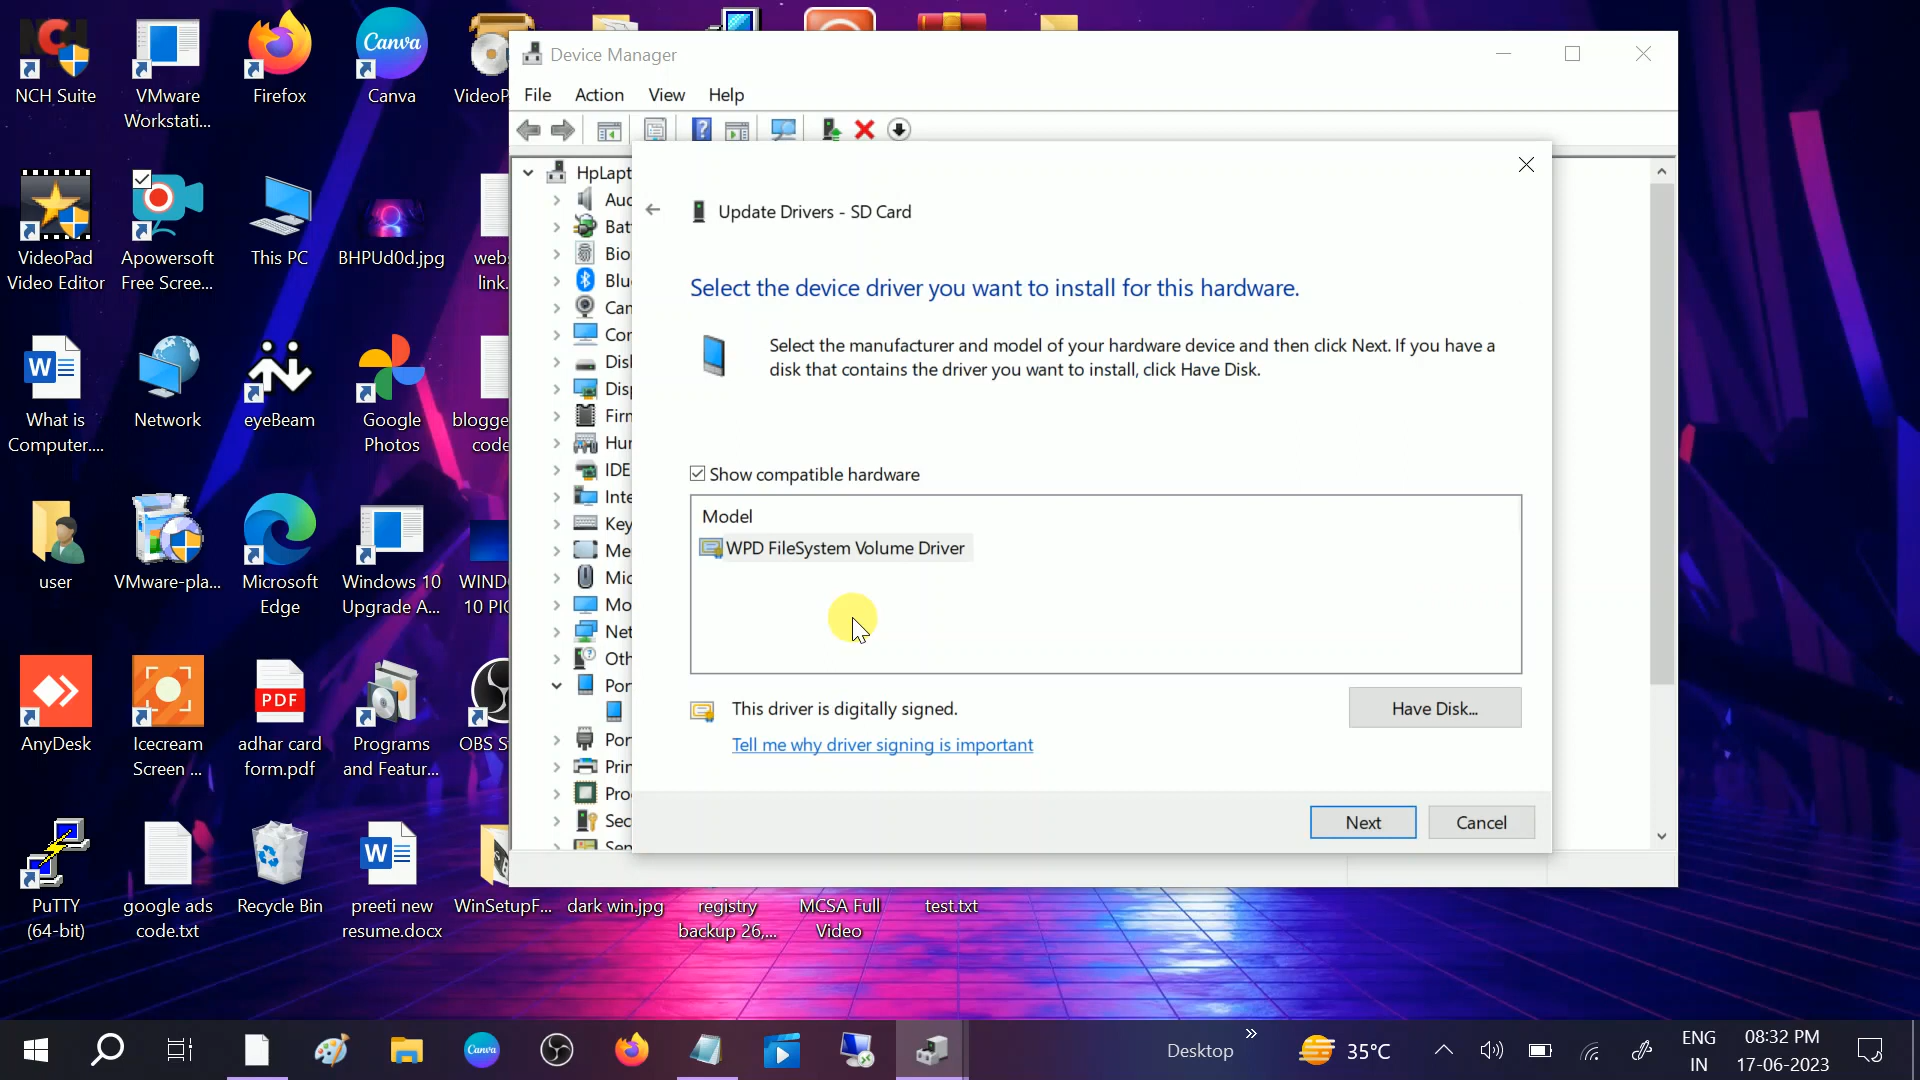 NCH Suite
VMware
Workstati...
Firefox
Canva
Canva
VideoP
VideoPad
Video Editor
Apowersoft
Free Scree...
This PC
BHPUd0d.jpg
webs
link.
What is
Computer....
Network
eyeBeam
Google
Photos
blogge
code
user
VMware-pla...
Microsoft
Edge
Windows 10
Upgrade A...
WIND
10 PIC
AnyDesk
Icecream
Screen ...
PDF
adhar card
form.pdf
Programs
and Featur...
OBS S
PuTTY
(64-bit)
google ads
code.txt
Recycle Bin
preeti new
resume.docx
WinSetupF...
dark win.jpg
registry
backup 26,...
MCSA Full
Video
test.txt
Device Manager
File Action View Help
HpLapt
Auc
Bat
Bio
Blu
Can
Cor
Disl
Disp
Firr
Hur
IDE
Inte
Key
Me
Mic
Mo
Net
Oth
Por
Por
Prin
Pro
Sec
Sen
Update Drivers - SD Card
Select the device driver you want to install for this hardware.
Select the manufacturer and model of your hardware device and then click Next. If you have a
disk that contains the driver you want to install, click Have Disk.
Show compatible hardware
Model
WPD FileSystem Volume Driver
This driver is digitally signed.
Have Disk...
Tell me why driver signing is important
Next
Cancel
Canva
Desktop
35°C
ENG
IN
08:32 PM
17-06-2023